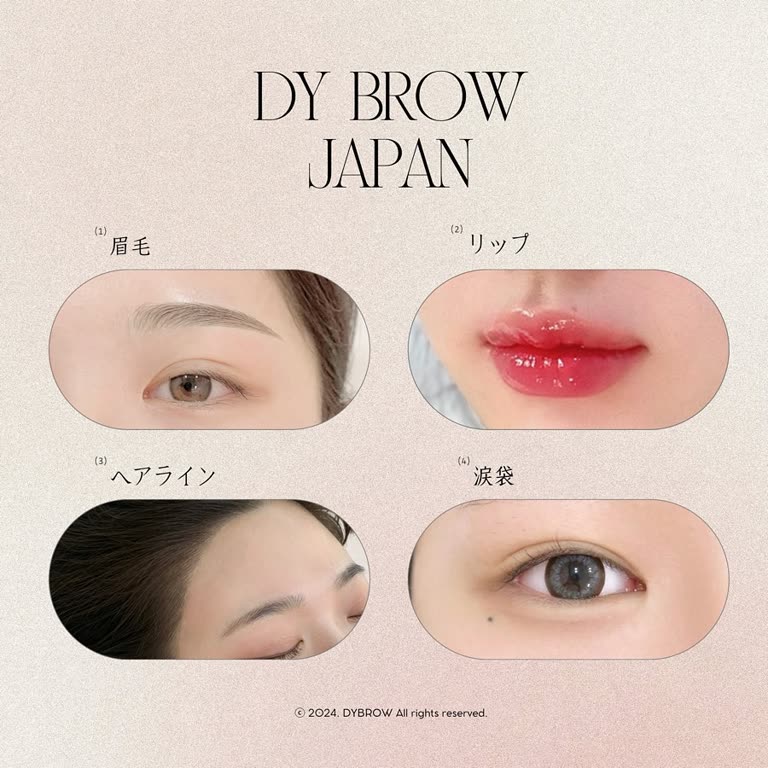 DY BROW
JAPAN
(1) 眉毛
(2) リップ
(3) ヘアライン
(4) 涙袋
ⓒ 2024. DYBROW All rights reserved.